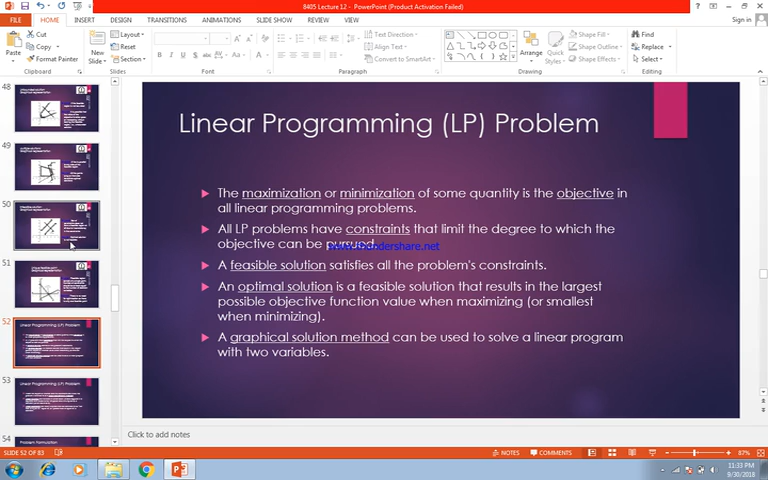 8405 Lecture 12 - PowerPoint (Product Activation Failed)
FILE HOME INSERT DESIGN TRANSITIONS ANIMATIONS SLIDE SHOW REVIEW VIEW Sign in
Cut
Copy
Format Painter
Paste
Clipboard
New Slide
Layout
Reset
Section
Slides
Font
Text Direction
Align Text
Convert to SmartArt
Paragraph
Arrange
Quick Styles
Shape Fill
Shape Outline
Shape Effects
Drawing
Find
Replace
Select
Editing
48
49
50
51
52
Linear Programming (LP) Problem
53
Linear Programming (LP) Problem
54
Problem Formulation
Linear Programming (LP) Problem
The maximization or minimization of some quantity is the objective in
all linear programming problems.
All LP problems have constraints that limit the degree to which the
objective can be pursued.
A feasible solution satisfies all the problem's constraints.
An optimal solution is a feasible solution that results in the largest
possible objective function value when maximizing (or smallest
when minimizing).
A graphical solution method can be used to solve a linear program
with two variables.
Click to add notes
SLIDE 52 OF 83
NOTES
COMMENTS
87%
11:33 PM
9/30/2018